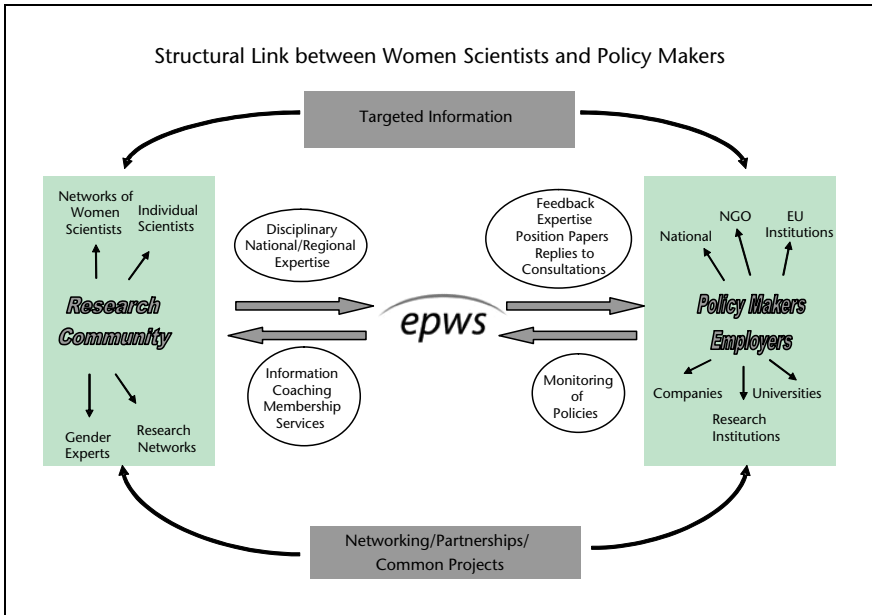 Structural Link between Women Scientists and Policy Makers
Targeted Information
Networks of
Women
Scientists
Individual
Scientists
Research
Community
Gender
Experts
Research
Networks
Disciplinary
National/Regional
Expertise
Information
Coaching
Membership
Services
epws
Feedback
Expertise
Position Papers
Replies to
Consultations
Monitoring
of
Policies
National
NGO
EU
Institutions
Policy Makers
Employers
Companies
Research
Institutions
Universities
Networking/Partnerships/
Common Projects